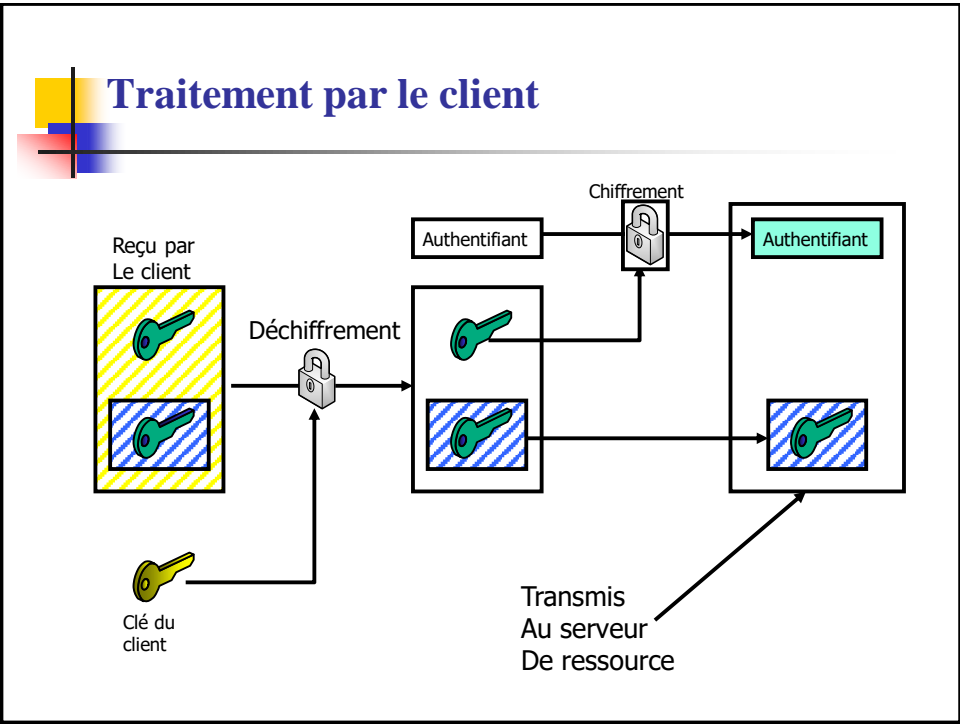 Traitement par le client
Chiffrement
Authentifiant
Authentifiant
Reçu par
Le client
Déchiffrement
Clé du
client
Transmis
Au serveur
De ressource